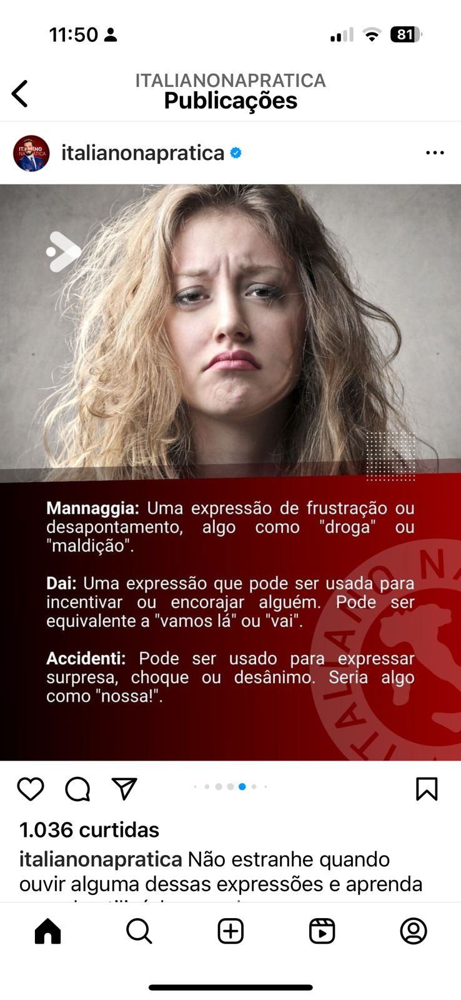 11:50
81
ITALIANONAPRATICA
Publicações
italianonapratica
Mannaggia: Uma expressão de frustração ou
desapontamento, algo como "droga" ou
"maldição".
Dai: Uma expressão que pode ser usada para
incentivar ou encorajar alguém. Pode ser
equivalente a "vamos lá" ou "vai".
Accidenti: Pode ser usado para expressar
surpresa, choque ou desânimo. Seria algo
como "nossa!".
ITALIANO NA
1.036 curtidas
italianonapratica Não estranhe quando
ouvir alguma dessas expressões e aprenda